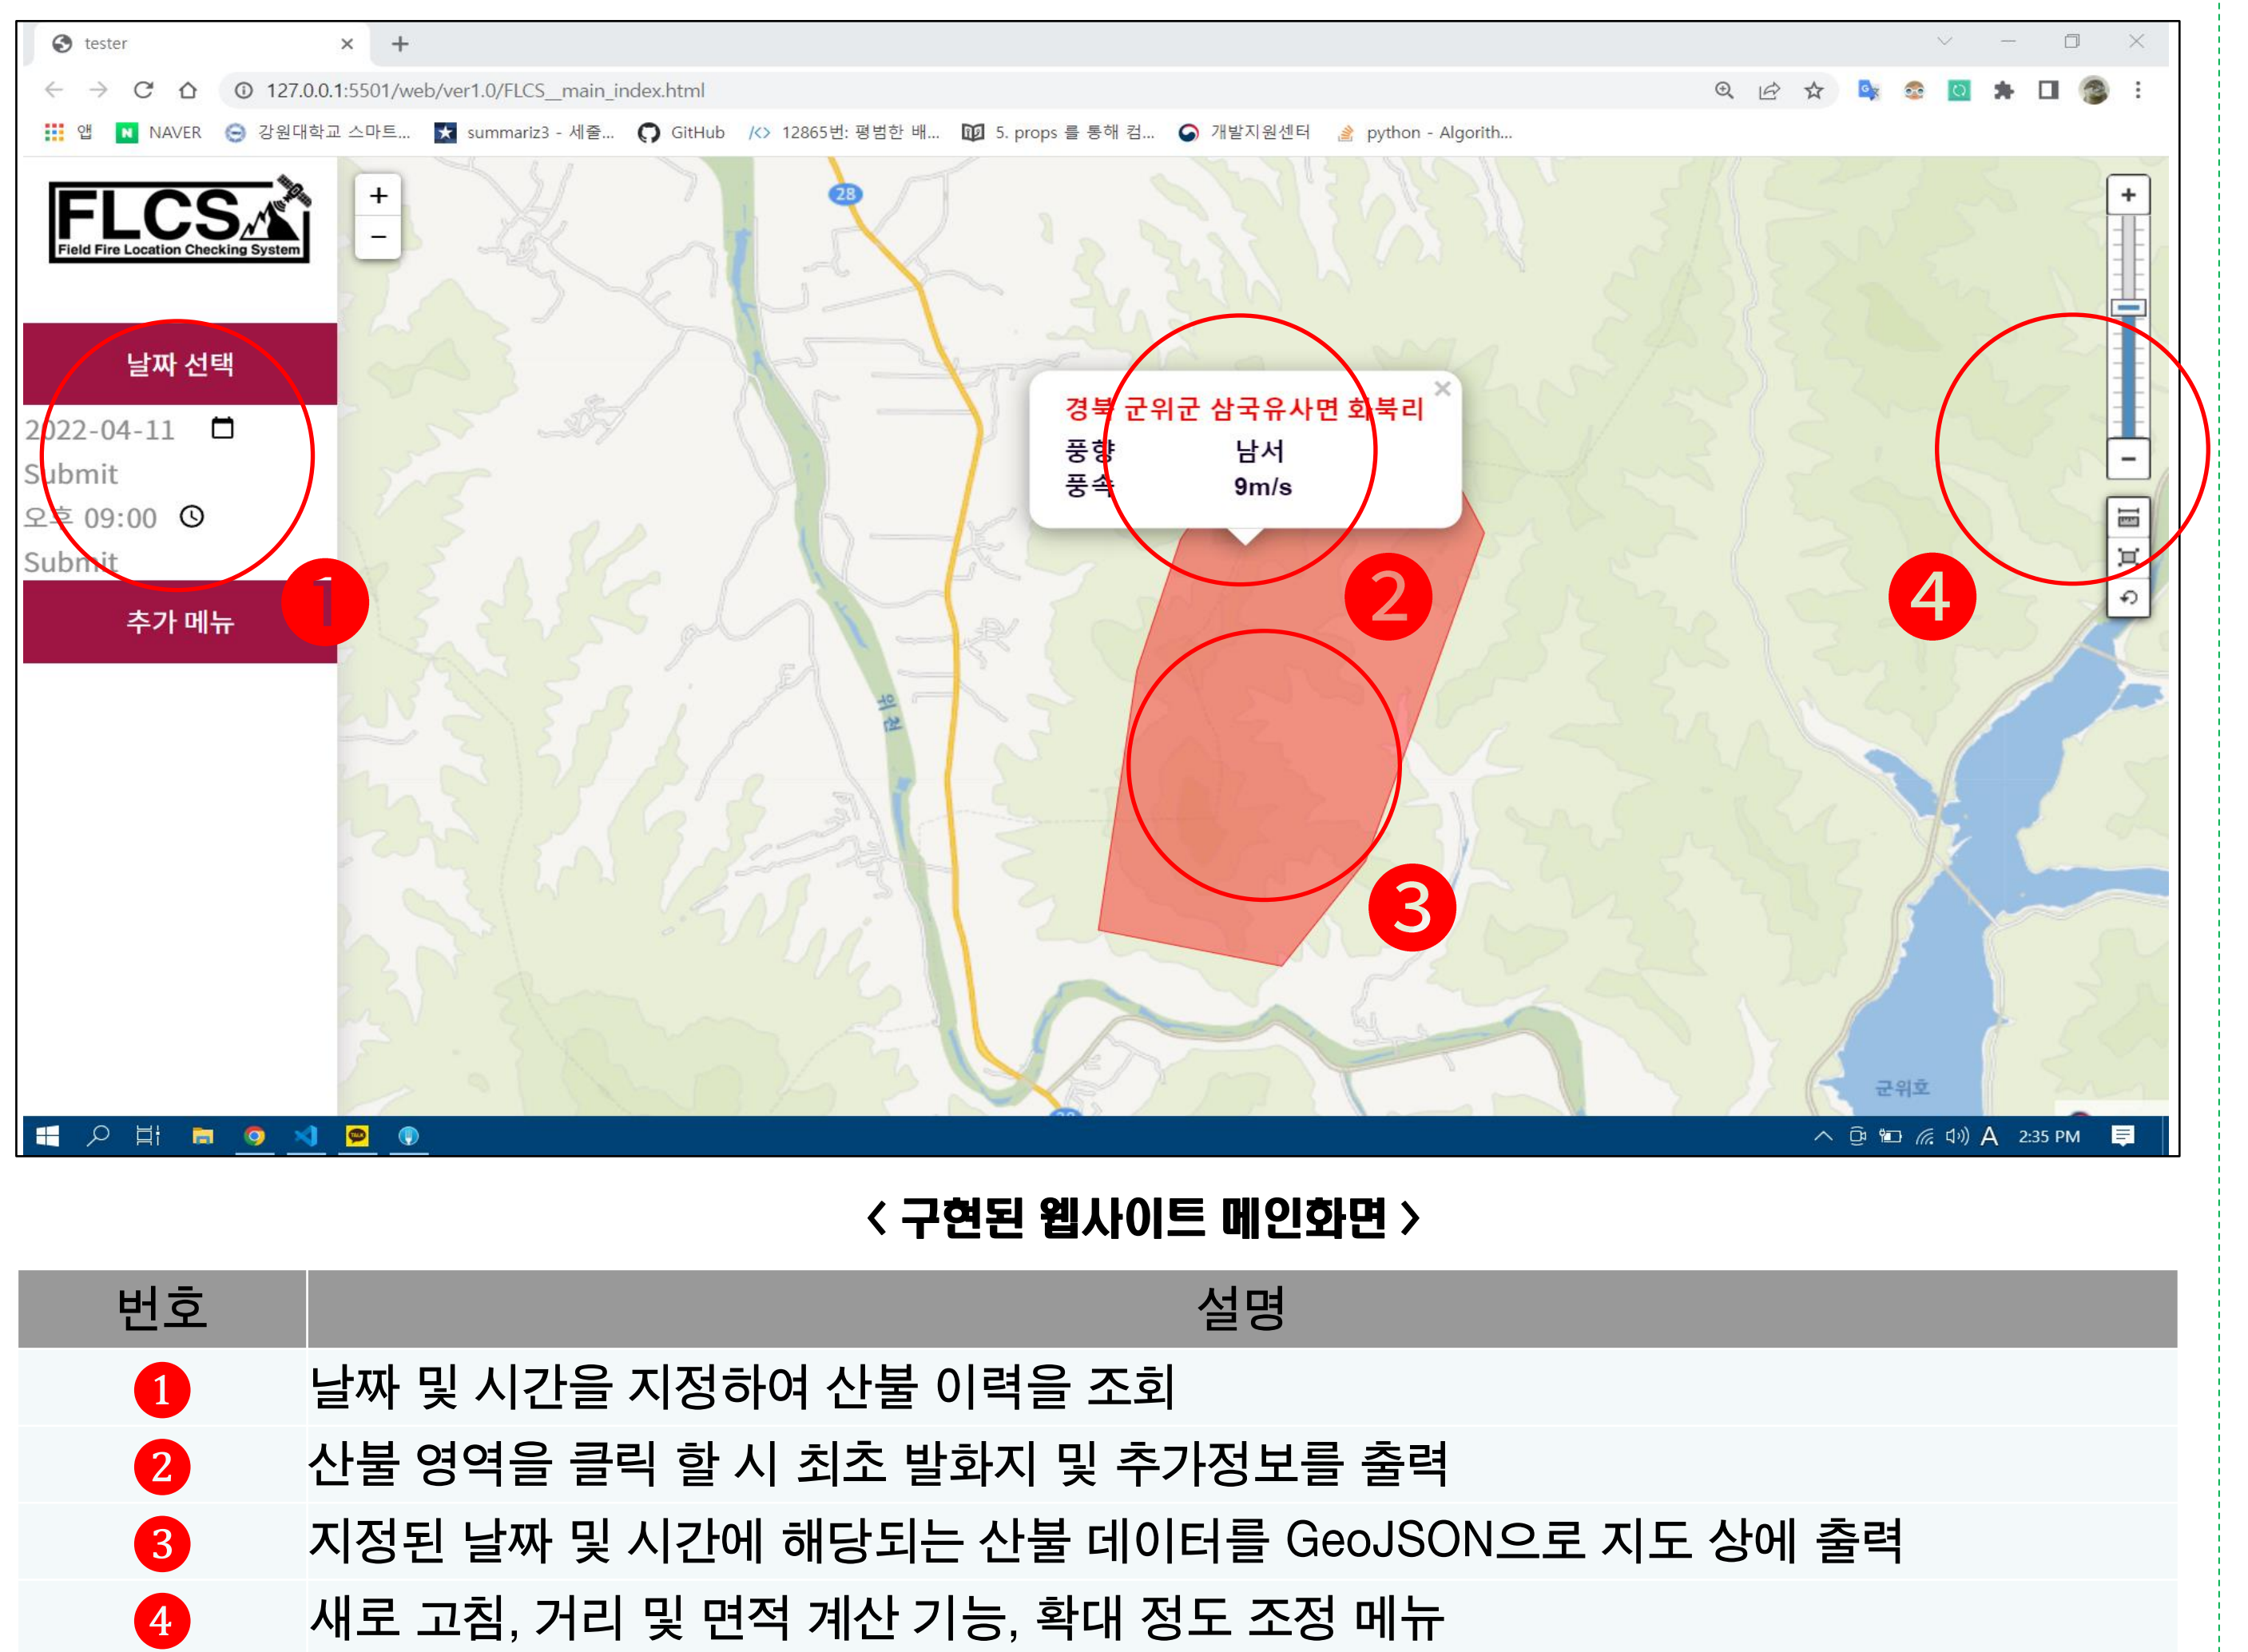 tester
127.0.0.1:5501/web/ver1.0/FLCS__main_index.html
앱 NAVER 강원대학교 스마트... summariz3 - 세줄... GitHub 12865번: 평범한 배... 5. props 를 통해 컴... 개발지원센터 python - Algorith...
FLCS
Field Fire Location Checking System
+
−
28
+
−
날짜 선택
2022-04-11
Submit
오후 09:00
Submit
추가 메뉴
1
경북 군위군 삼국유사면 화북리 ×
풍향 남서
풍속 9m/s
2
4
위천
3
군위호
A 2:35 PM
< 구현된 웹사이트 메인화면 >
번호 설명
1 날짜 및 시간을 지정하여 산불 이력을 조회
2 산불 영역을 클릭 할 시 최초 발화지 및 추가정보를 출력
3 지정된 날짜 및 시간에 해당되는 산불 데이터를 GeoJSON으로 지도 상에 출력
4 새로 고침, 거리 및 면적 계산 기능, 확대 정도 조정 메뉴